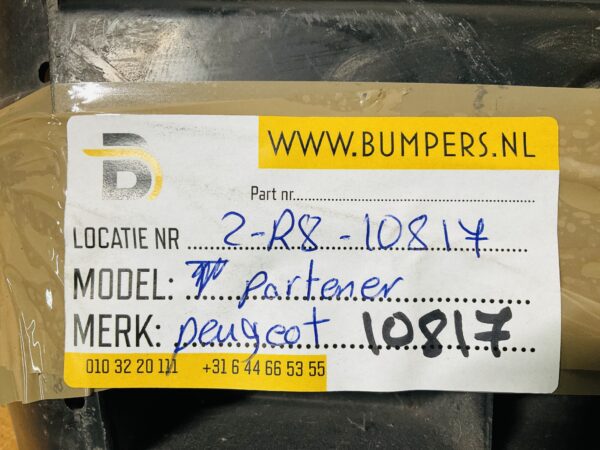 B
WWW.BUMPERS.NL
Part nr.
LOCATIE NR 2-R8-10817
MODEL: partener
MERK: peugeot 10817
010 32 20 111 +31 6 44 66 53 55